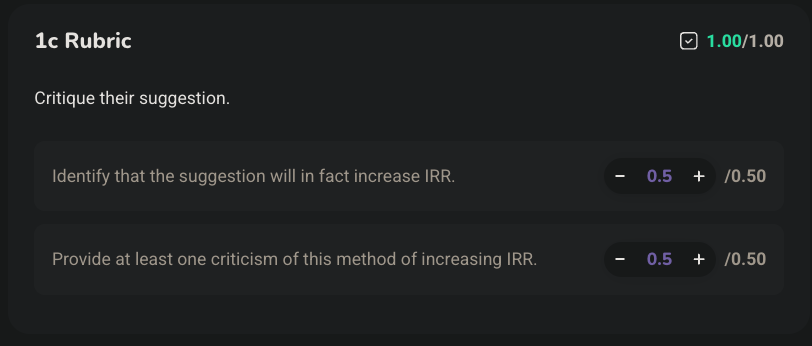 1c Rubric
1.00/1.00
Critique their suggestion.
Identify that the suggestion will in fact increase IRR.
− 0.5 + /0.50
Provide at least one criticism of this method of increasing IRR.
− 0.5 + /0.50